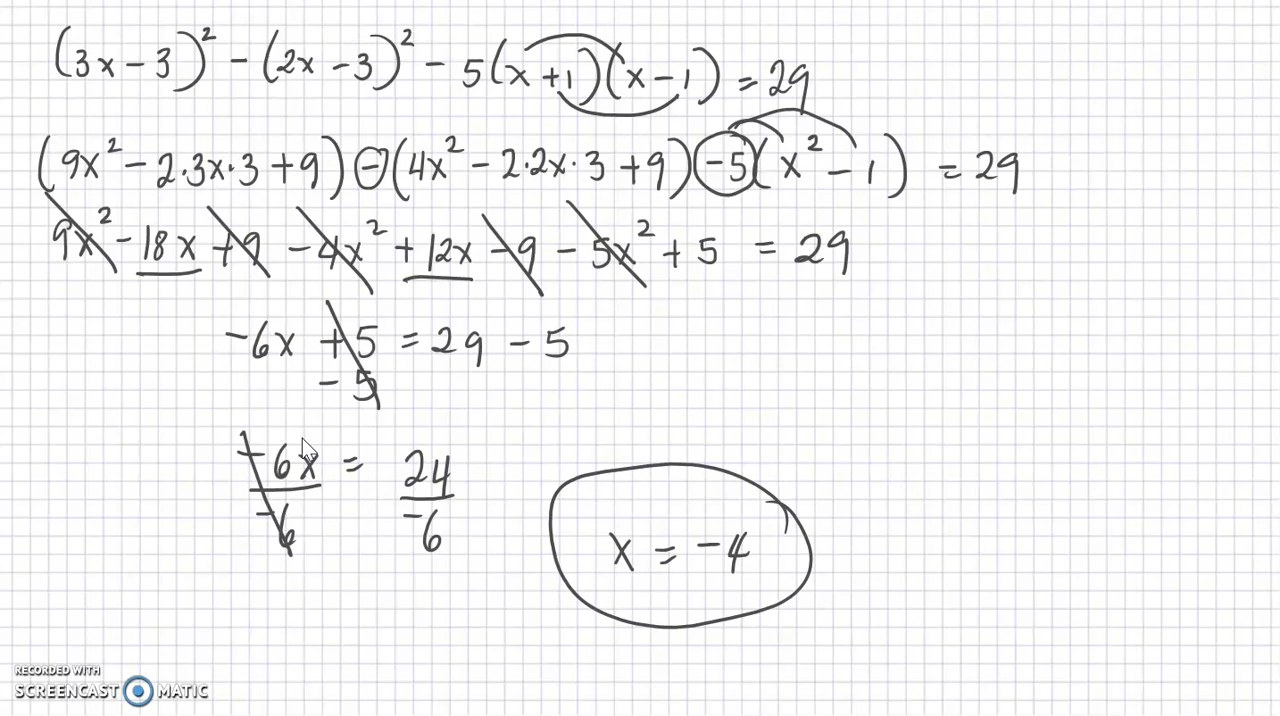 (3x - 3)² - (2x - 3)² - 5(x + 1)(x - 1) = 29
(9x² - 2·3x·3 + 9) - (4x² - 2·2x·3 + 9) -5(x² - 1) = 29
9x² - 18x + 9 - 4x² + 12x - 9 - 5x² + 5 = 29
-6x + 5 = 29 - 5
- 5
-6x = 24
-6 -6
x = -4
RECORDED WITH
SCREENCAST MATIC